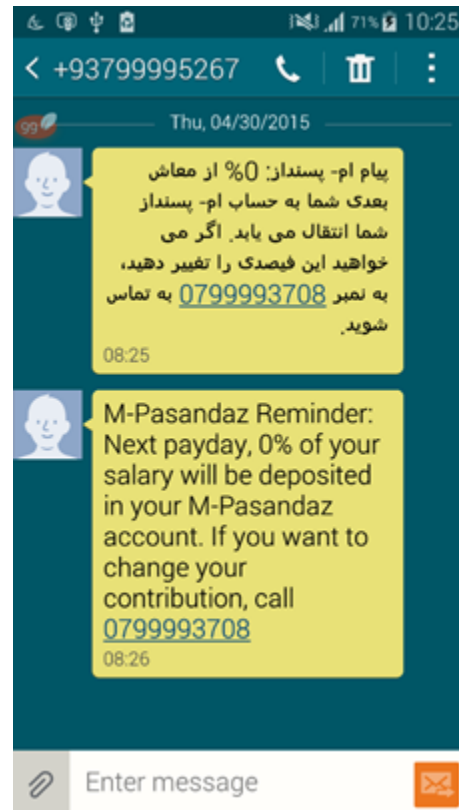 71% 10:25
+93799995267
99
Thu, 04/30/2015
پیام ام- پسنداز: 0% از معاش
بعدی شما به حساب ام- پسنداز
شما انتقال می یابد. اگر می
خواهید این فیصدی را تغییر دهید،
به نمبر 0799993708 به تماس
شوید.
08:25
M-Pasandaz Reminder:
Next payday, 0% of your
salary will be deposited
in your M-Pasandaz
account. If you want to
change your
contribution, call
0799993708
08:26
Enter message